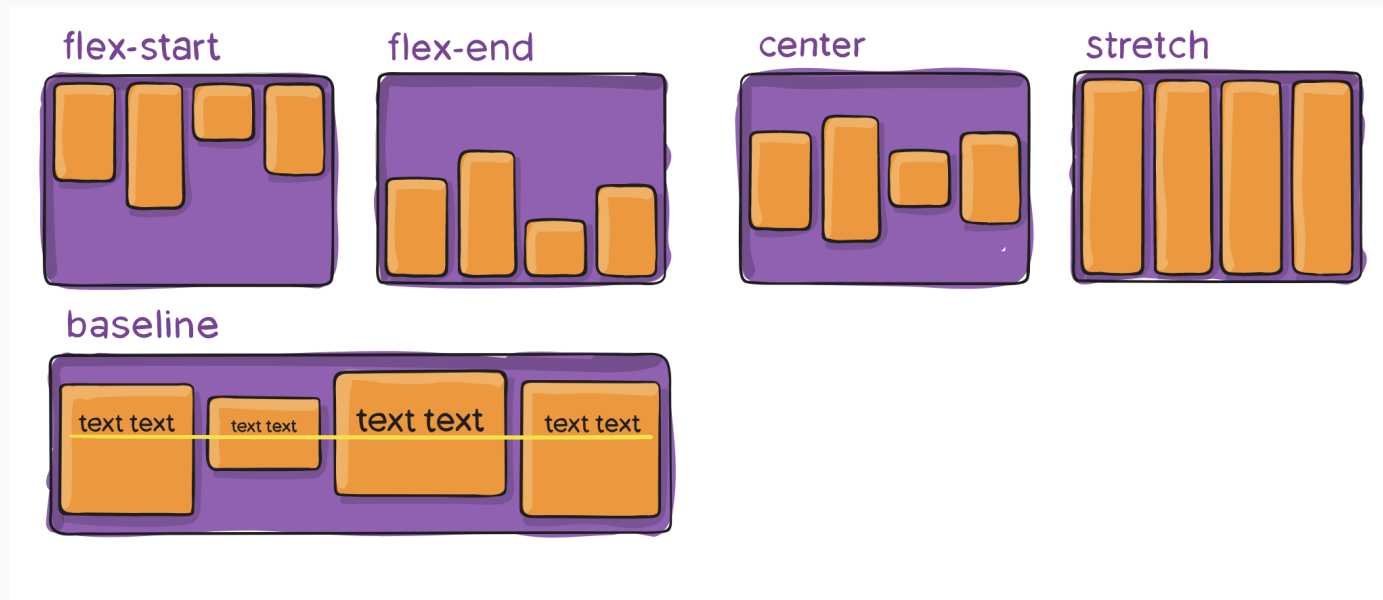 flex-start
flex-end
center
stretch
baseline
text text
text text
text text
text text